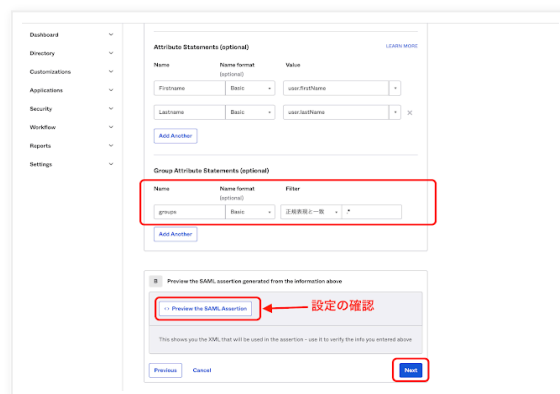 Dashboard
Directory
Customizations
Applications
Security
Workflow
Reports
Settings
Attribute Statements (optional)
LEARN MORE
Name Name format (optional) Value
Firstname Basic user.firstName
Lastname Basic user.lastName
Add Another
Group Attribute Statements (optional)
Name Name format (optional) Filter
groups Basic 正規表現と一致 .*
Add Another
B Preview the SAML assertion generated from the information above
<> Preview the SAML Assertion
設定の確認
This shows you the XML that will be used in the assertion - use it to verify the info you entered above
Previous Cancel Next